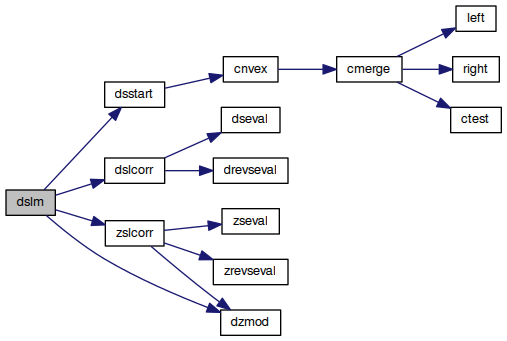 left
cnvex
cmerge
right
dsstart
dseval
ctest
dslcorr
drevseval
dslm
zseval
zslcorr
zrevseval
dzmod